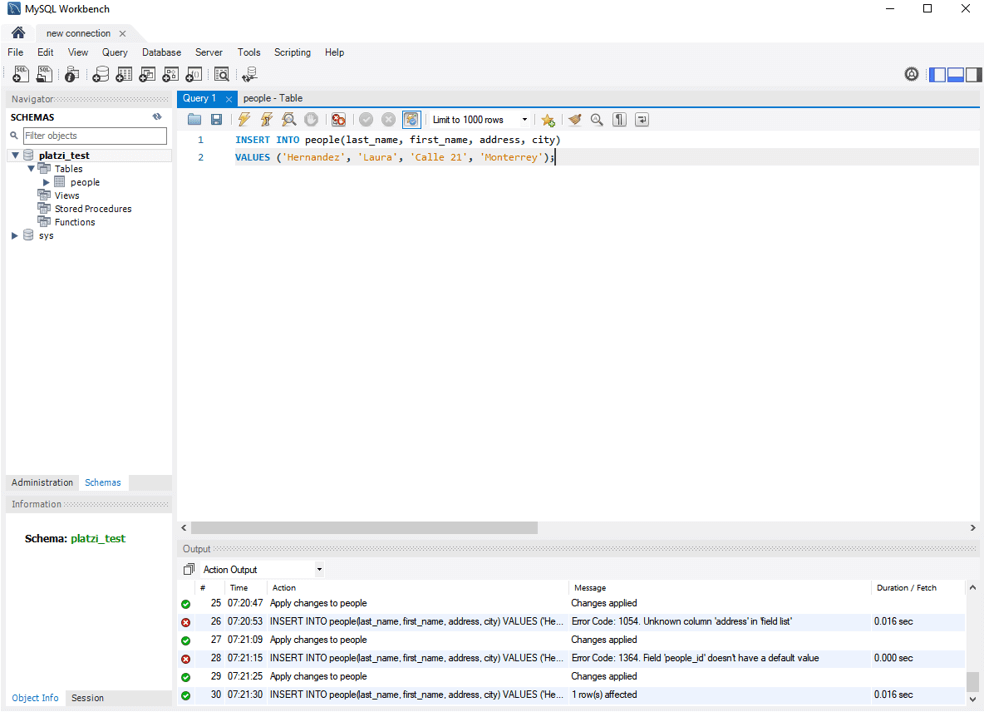 MySQL Workbench
new connection
File Edit View Query Database Server Tools Scripting Help
Navigator
SCHEMAS
Filter objects
platzi_test
Tables
people
Views
Stored Procedures
Functions
sys
Administration Schemas
Information
Schema: platzi_test
Object Info Session
Query 1 people - Table
Limit to 1000 rows
1 INSERT INTO people(last_name, first_name, address, city)
2 VALUES ('Hernandez', 'Laura', 'Calle 21', 'Monterrey');
Output
Action Output
# Time Action Message Duration / Fetch
25 07:20:47 Apply changes to people Changes applied
26 07:20:53 INSERT INTO people(last_name, first_name, address, city) VALUES ('He... Error Code: 1054. Unknown column 'address' in 'field list' 0.016 sec
27 07:21:09 Apply changes to people Changes applied
28 07:21:15 INSERT INTO people(last_name, first_name, address, city) VALUES ('He... Error Code: 1364. Field 'people_id' doesn't have a default value 0.000 sec
29 07:21:25 Apply changes to people Changes applied
30 07:21:30 INSERT INTO people(last_name, first_name, address, city) VALUES ('He... 1 row(s) affected 0.016 sec